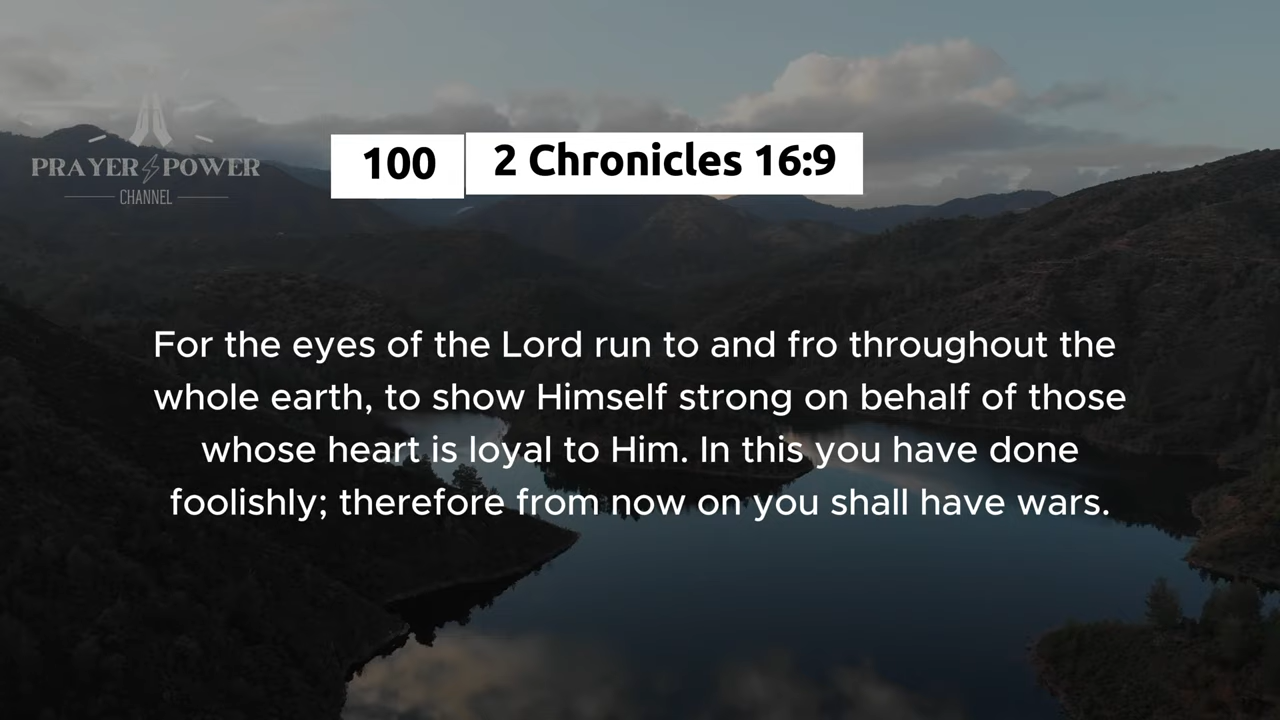 PRAYER POWER
CHANNEL
100
2 Chronicles 16:9
For the eyes of the Lord run to and fro throughout the
whole earth, to show Himself strong on behalf of those
whose heart is loyal to Him. In this you have done
foolishly; therefore from now on you shall have wars.